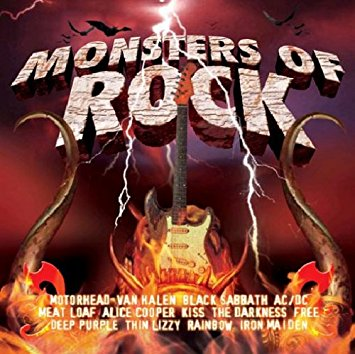 MONSTERS OF
ROCK
MOTORHEAD VAN HALEN BLACK SABBATH AC/DC
MEAT LOAF ALICE COOPER KISS THE DARKNESS FREE
DEEP PURPLE THIN LIZZY RAINBOW, IRON MAIDEN